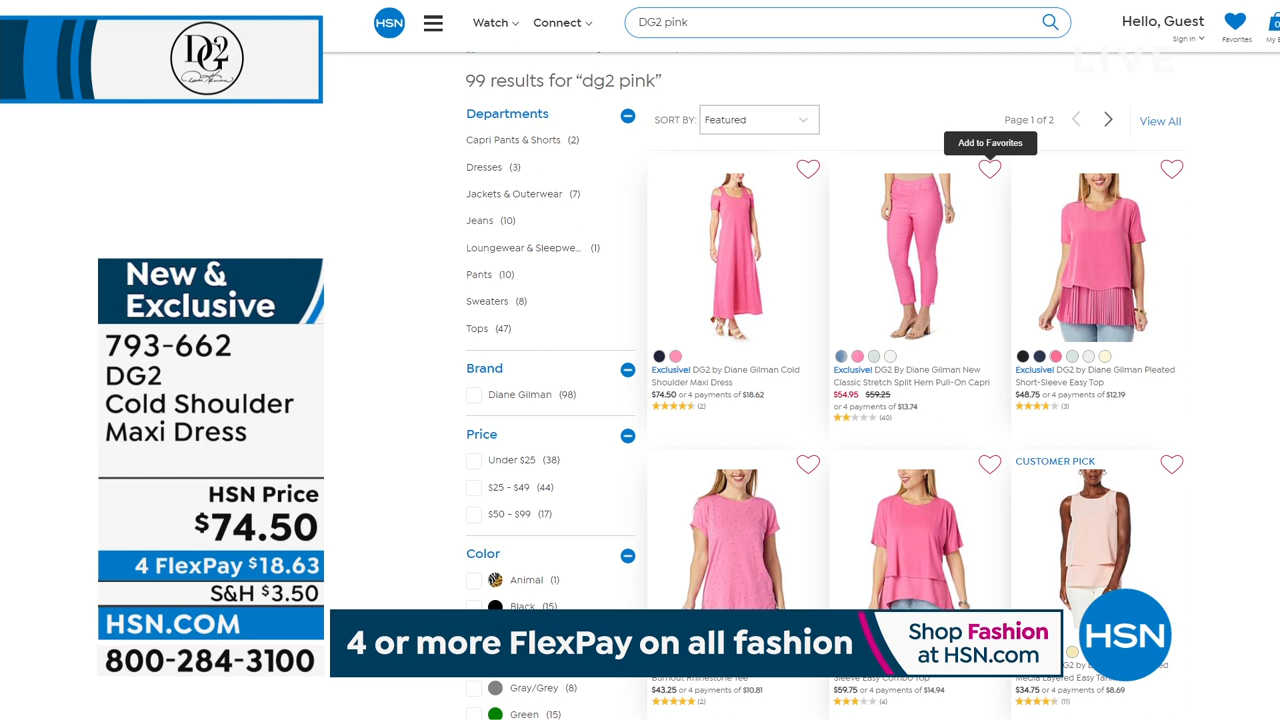 DG2
HSN
Watch
Connect
DG2 pink
Hello, Guest
Sign In
Favorites
LIVE
99 results for “dg2 pink”
Departments
Capri Pants & Shorts (2)
Dresses (3)
Jackets & Outerwear (7)
Jeans (10)
Loungewear & Sleepwe... (1)
Pants (10)
Sweaters (8)
Tops (47)
Brand
Diane Gilman (98)
Price
Under $25 (38)
$25 - $49 (44)
$50 - $99 (17)
Color
Animal (1)
Black (15)
Gray/Grey (8)
Green (15)
SORT BY: Featured
Page 1 of 2
View All
Add to Favorites
Exclusive! DG2 by Diane Gilman Cold
Shoulder Maxi Dress
$74.50 or 4 payments of $18.62
(2)
Exclusive! DG2 By Diane Gilman New
Classic Stretch Split Hem Pull-On Capri
$54.95 $59.25
or 4 payments of $13.74
(40)
Exclusive! DG2 by Diane Gilman Pleated
Short-Sleeve Easy Top
$48.75 or 4 payments of $12.19
(3)
CUSTOMER PICK
Burnout Rhinestone Tee
$43.25 or 4 payments of $10.81
(2)
Sleeve Easy Combo Top
$59.75 or 4 payments of $14.94
(4)
$34.75 or 4 payments of $8.69
(11)
New &
Exclusive
793-662
DG2
Cold Shoulder
Maxi Dress
HSN Price
$74.50
4 FlexPay $18.63
S&H $3.50
HSN.COM
800-284-3100
4 or more FlexPay on all fashion
Shop Fashion
at HSN.com
HSN